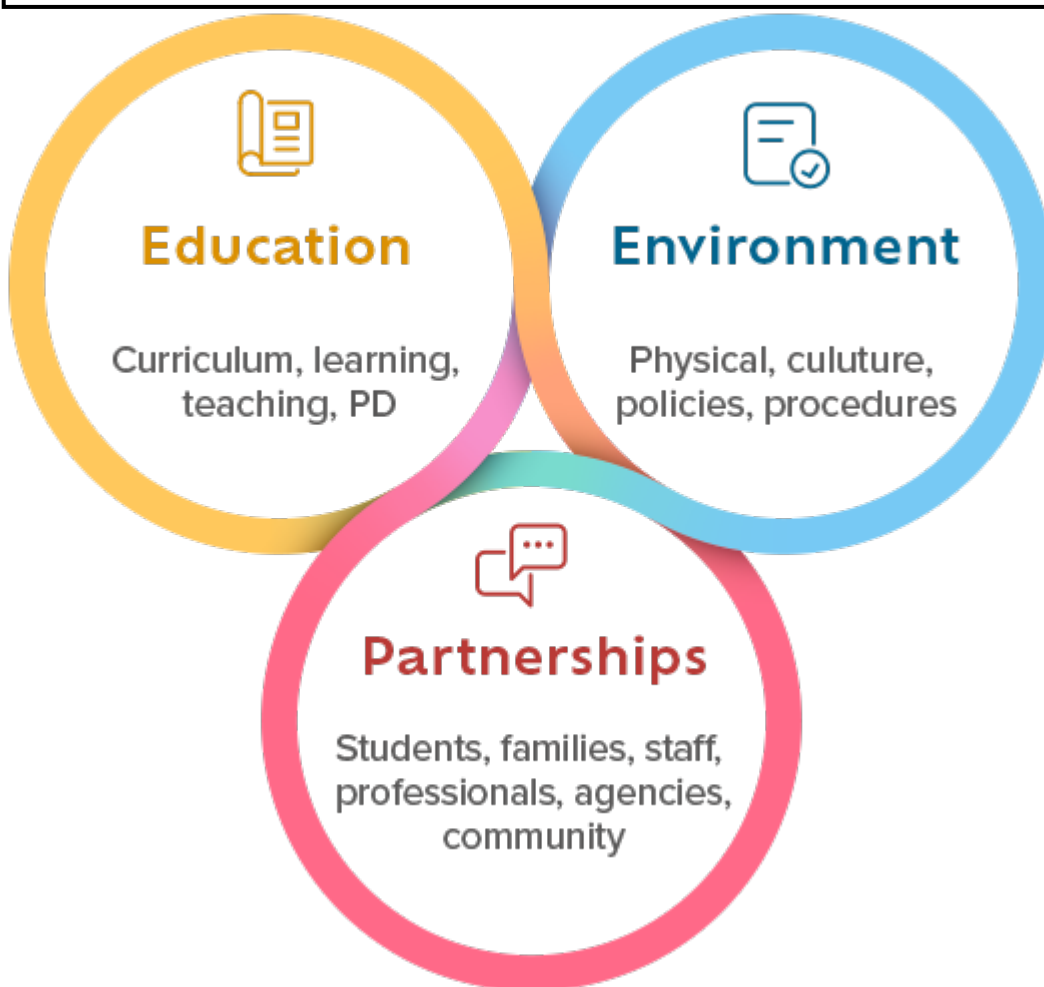 Education
Curriculum, learning,
teaching, PD
Environment
Physical, culuture,
policies, procedures
Partnerships
Students, families, staff,
professionals, agencies,
community